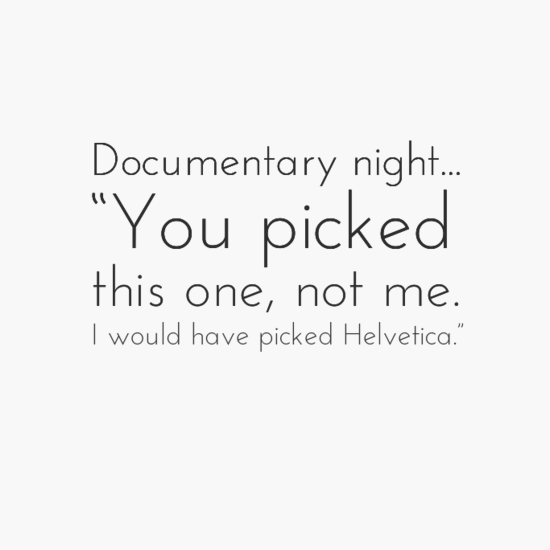 Documentary night...
“You picked
this one, not me.
I would have picked Helvetica.”